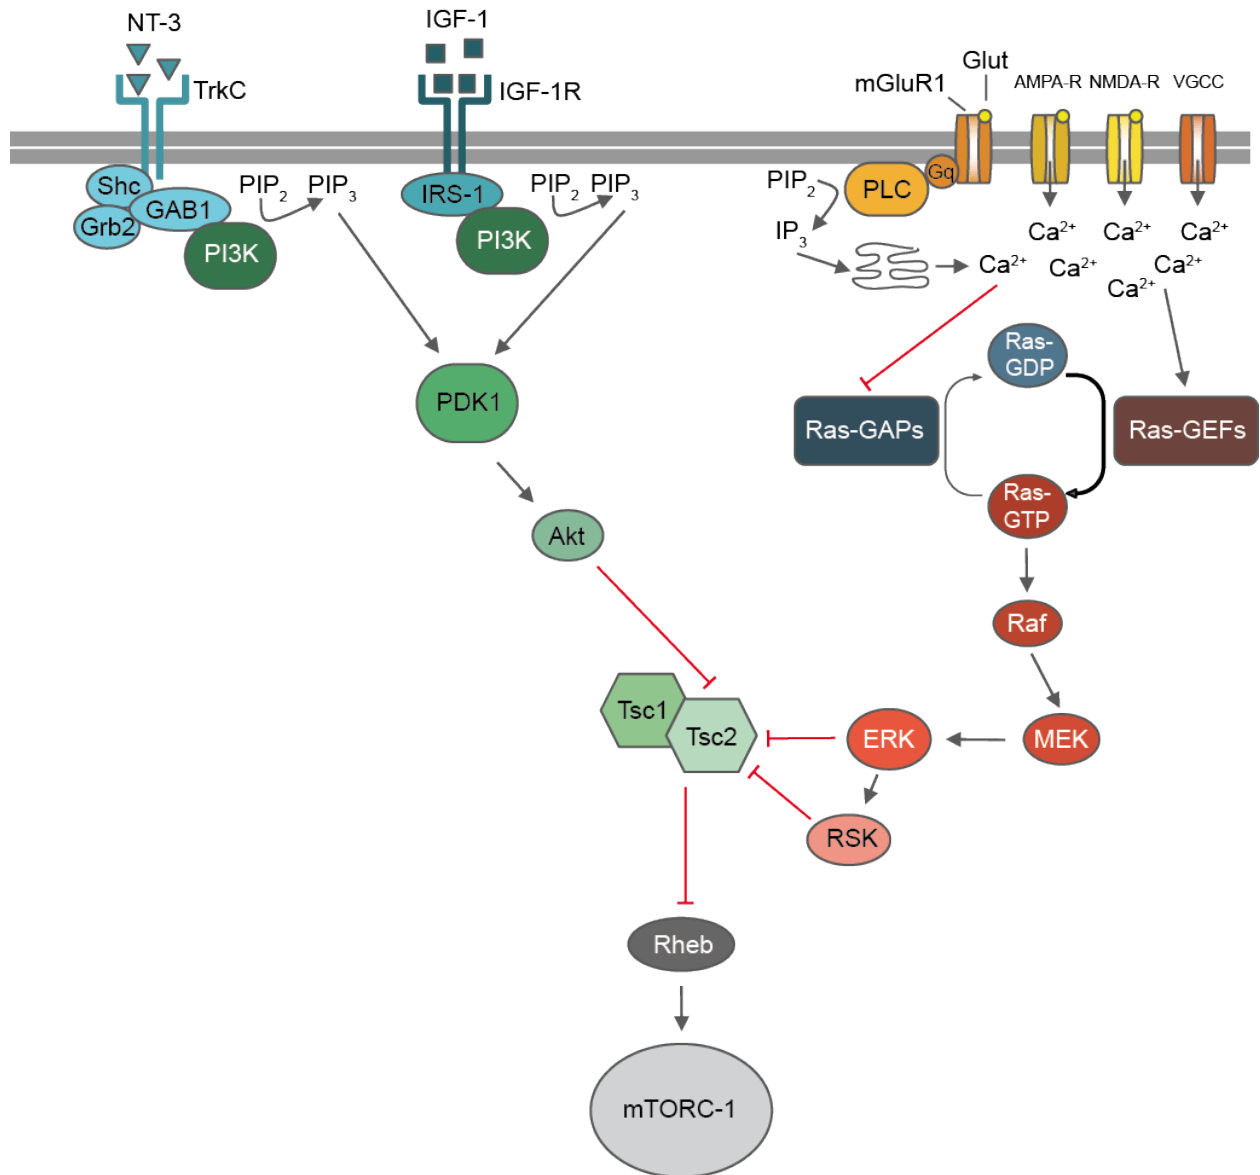 NT-3
IGF-1
Glut
TrkC
IGF-1R
mGluR1
AMPA-R
NMDA-R
VGCC
Shc
GAB1
Grb2
PI3K
PIP2
PIP3
IRS-1
PI3K
PIP2
PIP3
PIP2
PLC
Gq
IP3
Ca2+
Ca2+
Ca2+
Ca2+
Ca2+
Ca2+
Ca2+
Ras-
GDP
PDK1
Ras-GAPs
Ras-GEFs
Ras-
GTP
Akt
Raf
Tsc1
Tsc2
ERK
MEK
RSK
Rheb
mTORC-1